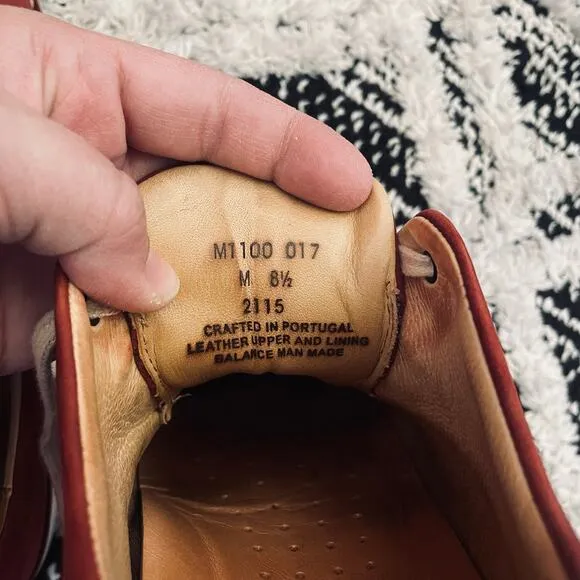 M1100 017
M 8½
2115
CRAFTED IN PORTUGAL
LEATHER UPPER AND LINING
BALANCE MAN MADE